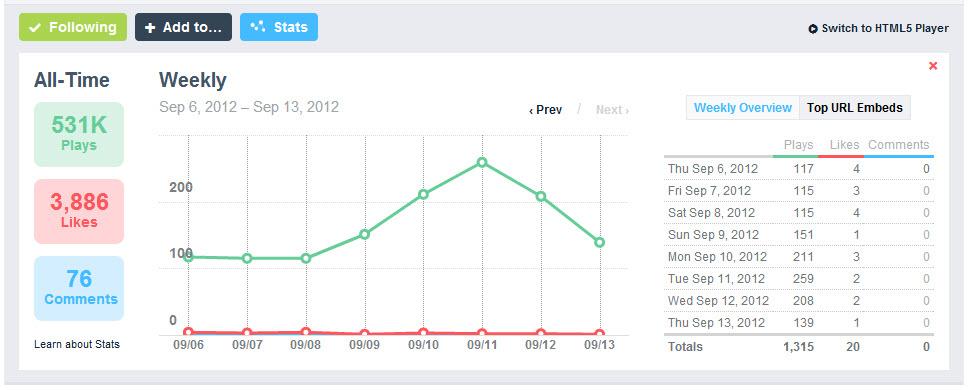 Following
Add to...
Stats
Switch to HTML5 Player
All-Time
531K
Plays
3,886
Likes
76
Comments
Learn about Stats
Weekly
Sep 6, 2012 – Sep 13, 2012
‹ Prev / Next ›
200
100
0
09/06 09/07 09/08 09/09 09/10 09/11 09/12 09/13
Weekly Overview Top URL Embeds
Plays Likes Comments
Thu Sep 6, 2012 117 4 0
Fri Sep 7, 2012 115 3 0
Sat Sep 8, 2012 115 4 0
Sun Sep 9, 2012 151 1 0
Mon Sep 10, 2012 211 3 0
Tue Sep 11, 2012 259 2 0
Wed Sep 12, 2012 208 2 0
Thu Sep 13, 2012 139 1 0
Totals 1,315 20 0